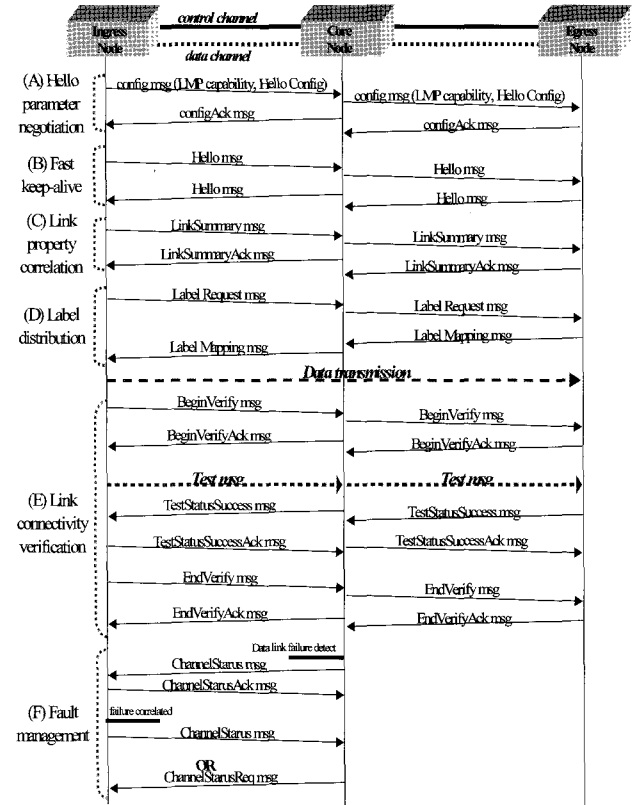 control channel
Ingress
Node
Core
Node
Egress
Node
data channel
(A) Hello
parameter
negotiation
config msg (LMP capability, Hello Config)
config msg (LMP capability, Hello Config)
configAck msg
configAck msg
(B) Fast
keep-alive
Hello msg
Hello msg
Hello msg
Hello msg
(C) Link
property
correlation
LinkSummary msg
LinkSummary msg
LinkSummaryAck msg
LinkSummaryAck msg
(D) Label
distribution
Label Request msg
Label Request msg
Label Mapping msg
Label Mapping msg
Data transmission
BeginVerify msg
BeginVerify msg
BeginVerifyAck msg
BeginVerifyAck msg
(E) Link
connectivity
verification
Test msg
Test msg
TestStatusSuccess msg
TestStatusSuccess msg
TestStatusSuccessAck msg
TestStatusSuccessAck msg
EndVerify msg
EndVerify msg
EndVerifyAck msg
EndVerifyAck msg
Data link failure detect
(F) Fault
management
ChannelStarus msg
ChannelStarusAck msg
failure correlated
ChannelStarus msg
OR
ChannelStarusReq msg